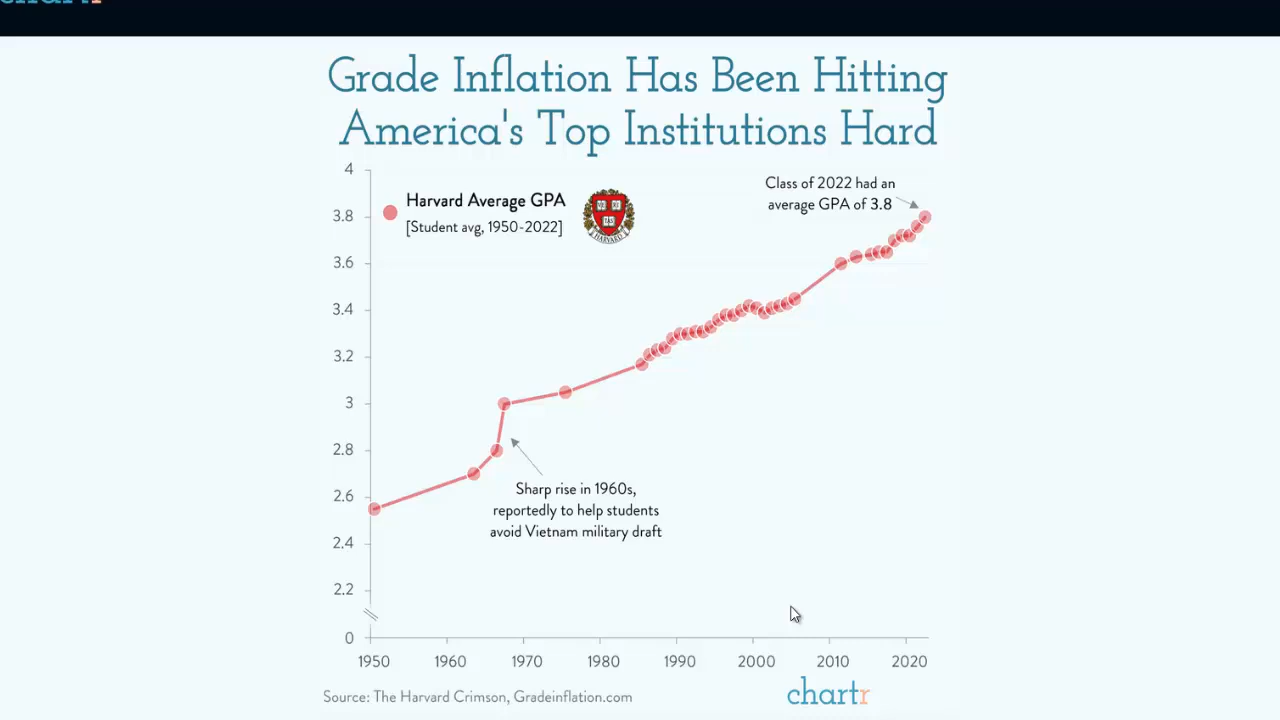 chartr
Grade Inflation Has Been Hitting
America's Top Institutions Hard
4
3.8
3.6
3.4
3.2
3
2.8
2.6
2.4
2.2
0
Harvard Average GPA
[Student avg, 1950-2022]
HARVARD
Class of 2022 had an
average GPA of 3.8
Sharp rise in 1960s,
reportedly to help students
avoid Vietnam military draft
1950 1960 1970 1980 1990 2000 2010 2020
Source: The Harvard Crimson, Gradeinflation.com
chartr